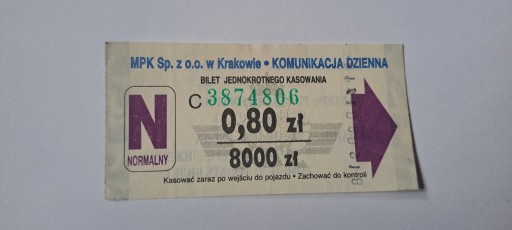 MPK Sp. z o.o. w Krakowie • KOMUNIKACJA DZIENNA
BILET JEDNOKROTNEGO KASOWANIA
C 3874806
N
NORMALNY
0,80 zł
8000 zł
Kasować zaraz po wejściu do pojazdu • Zachować do kontroli